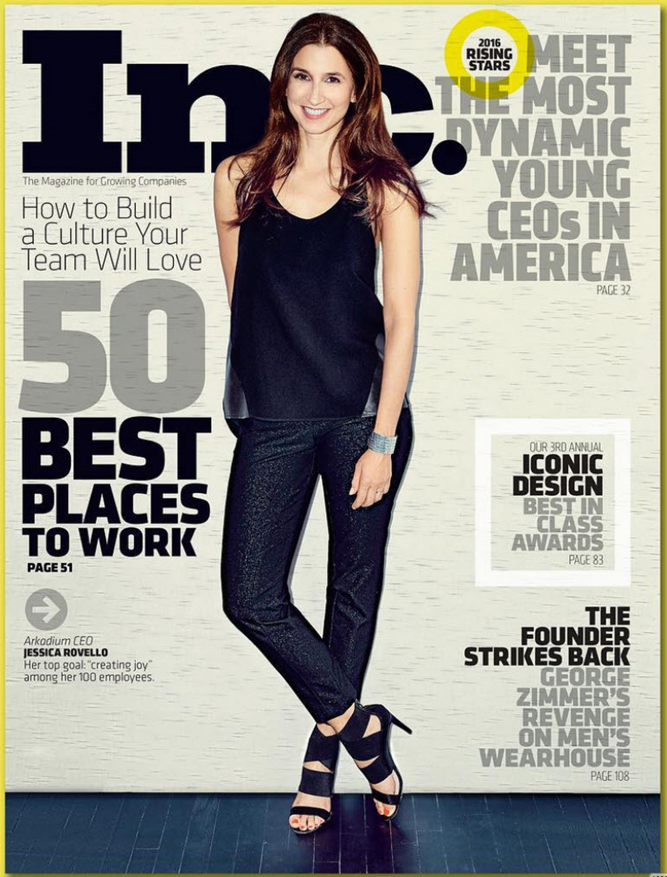 Inc.
The Magazine for Growing Companies
How to Build
a Culture Your
Team Will Love
50
BEST
PLACES
TO WORK
PAGE 51
Arkadium CEO
JESSICA ROVELLO
Her top goal: “creating joy”
among her 100 employees.
2016
RISING
STARS
MEET
THE MOST
DYNAMIC
YOUNG
CEOs IN
AMERICA
PAGE 32
OUR 3RD ANNUAL
ICONIC
DESIGN
BEST IN
CLASS
AWARDS
PAGE 83
THE
FOUNDER
STRIKES BACK
GEORGE
ZIMMER'S
REVENGE
ON MEN'S
WEARHOUSE
PAGE 108